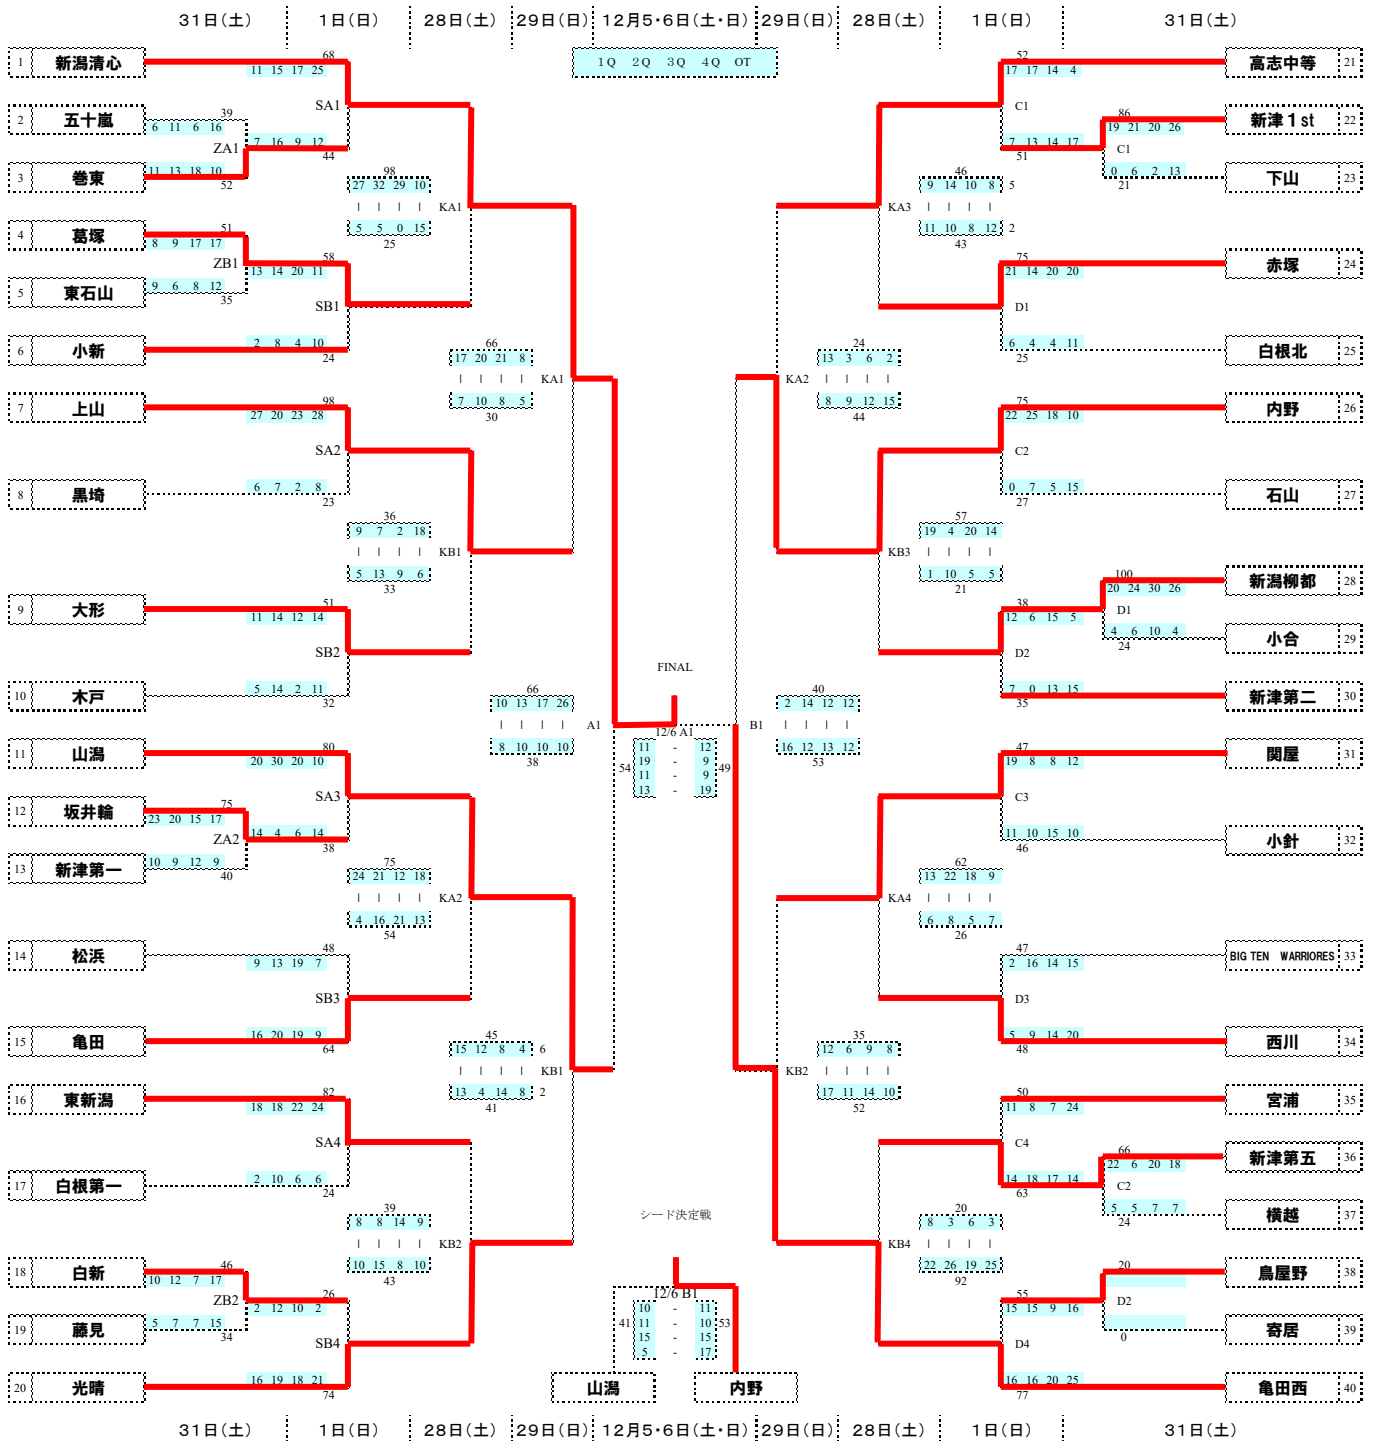 31日(土) 1日(日) 28日(土) 29日(日) 12月5・6日(土・日) 29日(日) 28日(土) 1日(日) 31日(土)
1Q 2Q 3Q 4Q OT
1 新潟清心
68
11 15 17 25
SA1
2 五十嵐
39
6 11 6 16
ZA1
7 16 9 12
44
3 巻東
11 13 18 10
52
98
27 32 29 10
KA1
5 5 0 15
25
4 葛塚
51
8 9 17 17
ZB1
58
13 14 20 11
5 東石山
9 6 8 12
35
SB1
6 小新
2 8 4 10
24
66
17 20 21 8
KA1
7 10 8 5
30
7 上山
98
27 20 23 28
SA2
8 黒埼
6 7 2 8
23
36
9 7 2 18
KB1
5 13 9 6
33
9 大形
51
11 14 12 14
SB2
10 木戸
5 14 2 11
32
66
10 13 17 26
A1
8 10 10 10
38
11 山潟
80
20 30 20 10
SA3
12 坂井輪
75
23 20 15 17
ZA2
14 4 6 14
38
13 新津第一
10 9 12 9
40
75
24 21 12 18
KA2
4 16 21 13
54
14 松浜
48
9 13 19 7
SB3
15 亀田
16 20 19 9
64
45
15 12 8 4 6
KB1
13 4 14 8 2
41
16 東新潟
82
18 18 22 24
SA4
17 白根第一
2 10 6 6
24
39
8 8 14 9
KB2
10 15 8 10
43
18 白新
46
10 12 7 17
ZB2
26
2 12 10 2
19 藤見
5 7 7 15
34
SB4
20 光晴
16 19 18 21
74
FINAL
12/6 A1
54
11 - 12
19 - 9
11 - 9
13 - 19
49
シード決定戦
12/6 B1
41
10 - 11
11 - 10
15 - 15
5 - 17
53
山潟 内野
高志中等 21
52
17 17 14 4
C1
新津1st 22
86
19 21 20 26
C1
7 13 14 17
51
下山 23
0 6 2 13
21
46
9 14 10 8 5
KA3
11 10 8 12 2
43
赤塚 24
75
21 14 20 20
D1
白根北 25
6 4 4 11
25
24
13 3 6 2
KA2
8 9 12 15
44
内野 26
75
22 25 18 10
C2
石山 27
0 7 5 15
27
57
19 4 20 14
KB3
1 10 5 5
21
新潟柳都 28
100
20 24 30 26
D1
38
12 6 15 5
小合 29
4 6 10 4
24
D2
新津第二 30
7 0 13 15
35
40
2 14 12 12
B1
16 12 13 12
53
関屋 31
47
19 8 8 12
C3
小針 32
11 10 15 10
46
62
13 22 18 9
KA4
6 8 5 7
26
BIG TEN WARRIORES 33
47
2 16 14 15
D3
西川 34
5 9 14 20
48
35
12 6 9 8
KB2
17 11 14 10
52
宮浦 35
50
11 8 7 24
C4
新津第五 36
66
22 6 20 18
C2
14 18 17 14
63
横越 37
5 5 7 7
24
20
8 3 6 3
KB4
22 26 19 25
92
鳥屋野 38
20
D2
55
15 15 9 16
寄居 39
0
D4
亀田西 40
16 16 20 25
77
31日(土) 1日(日) 28日(土) 29日(日) 12月5・6日(土・日) 29日(日) 28日(土) 1日(日) 31日(土)